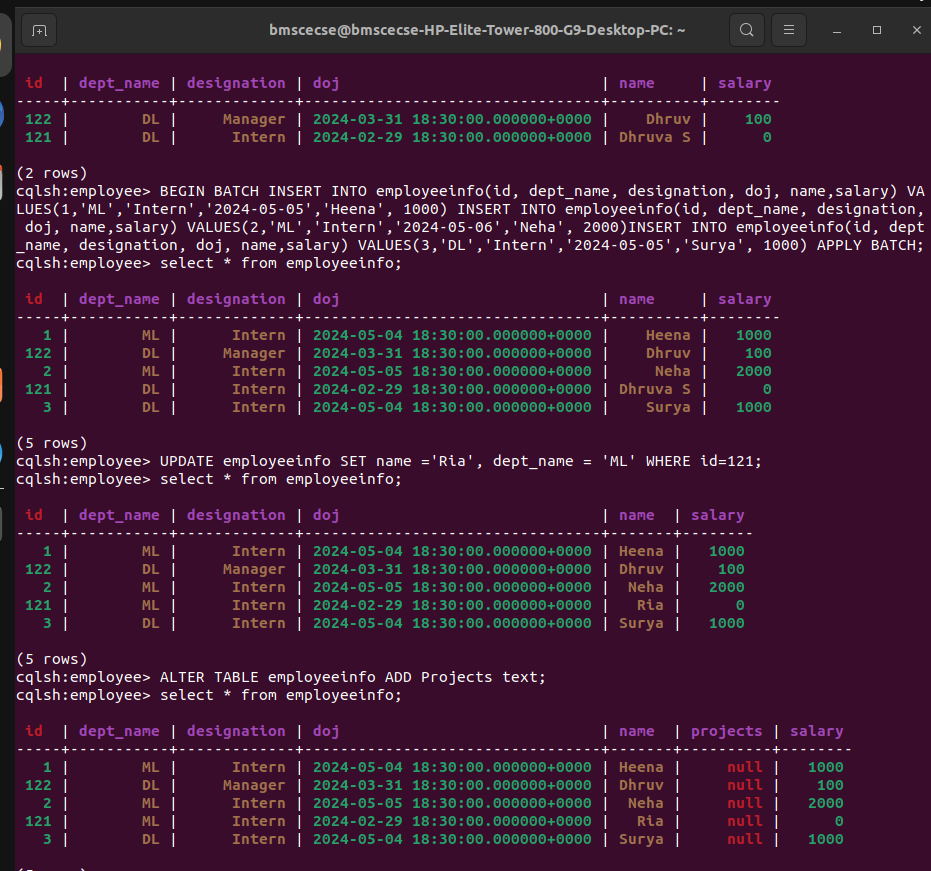 bmscecse@bmscecse-HP-Elite-Tower-800-G9-Desktop-PC: ~
 id  | dept_name | designation | doj                             | name      | salary
-----+-----------+-------------+---------------------------------+-----------+--------
 122 |        DL |     Manager | 2024-03-31 18:30:00.000000+0000 |     Dhruv |    100
 121 |        DL |      Intern | 2024-02-29 18:30:00.000000+0000 |  Dhruva S |      0
(2 rows)
cqlsh:employee> BEGIN BATCH INSERT INTO employeeinfo(id, dept_name, designation, doj, name,salary) VA
LUES(1,'ML','Intern','2024-05-05','Heena', 1000) INSERT INTO employeeinfo(id, dept_name, designation,
 doj, name,salary) VALUES(2,'ML','Intern','2024-05-06','Neha', 2000)INSERT INTO employeeinfo(id, dept
_name, designation, doj, name,salary) VALUES(3,'DL','Intern','2024-05-05','Surya', 1000) APPLY BATCH;
cqlsh:employee> select * from employeeinfo;
 id  | dept_name | designation | doj                             | name      | salary
-----+-----------+-------------+---------------------------------+-----------+--------
   1 |        ML |      Intern | 2024-05-04 18:30:00.000000+0000 |     Heena |   1000
 122 |        DL |     Manager | 2024-03-31 18:30:00.000000+0000 |     Dhruv |    100
   2 |        ML |      Intern | 2024-05-05 18:30:00.000000+0000 |      Neha |   2000
 121 |        DL |      Intern | 2024-02-29 18:30:00.000000+0000 |  Dhruva S |      0
   3 |        DL |      Intern | 2024-05-04 18:30:00.000000+0000 |     Surya |   1000
(5 rows)
cqlsh:employee> UPDATE employeeinfo SET name ='Ria', dept_name = 'ML' WHERE id=121;
cqlsh:employee> select * from employeeinfo;
 id  | dept_name | designation | doj                             | name  | salary
-----+-----------+-------------+---------------------------------+-------+--------
   1 |        ML |      Intern | 2024-05-04 18:30:00.000000+0000 | Heena |   1000
 122 |        DL |     Manager | 2024-03-31 18:30:00.000000+0000 | Dhruv |    100
   2 |        ML |      Intern | 2024-05-05 18:30:00.000000+0000 |  Neha |   2000
 121 |        ML |      Intern | 2024-02-29 18:30:00.000000+0000 |   Ria |      0
   3 |        DL |      Intern | 2024-05-04 18:30:00.000000+0000 | Surya |   1000
(5 rows)
cqlsh:employee> ALTER TABLE employeeinfo ADD Projects text;
cqlsh:employee> select * from employeeinfo;
 id  | dept_name | designation | doj                             | name  | projects | salary
-----+-----------+-------------+---------------------------------+-------+----------+--------
   1 |        ML |      Intern | 2024-05-04 18:30:00.000000+0000 | Heena |     null |   1000
 122 |        DL |     Manager | 2024-03-31 18:30:00.000000+0000 | Dhruv |     null |    100
   2 |        ML |      Intern | 2024-05-05 18:30:00.000000+0000 |  Neha |     null |   2000
 121 |        ML |      Intern | 2024-02-29 18:30:00.000000+0000 |   Ria |     null |      0
   3 |        DL |      Intern | 2024-05-04 18:30:00.000000+0000 | Surya |     null |   1000